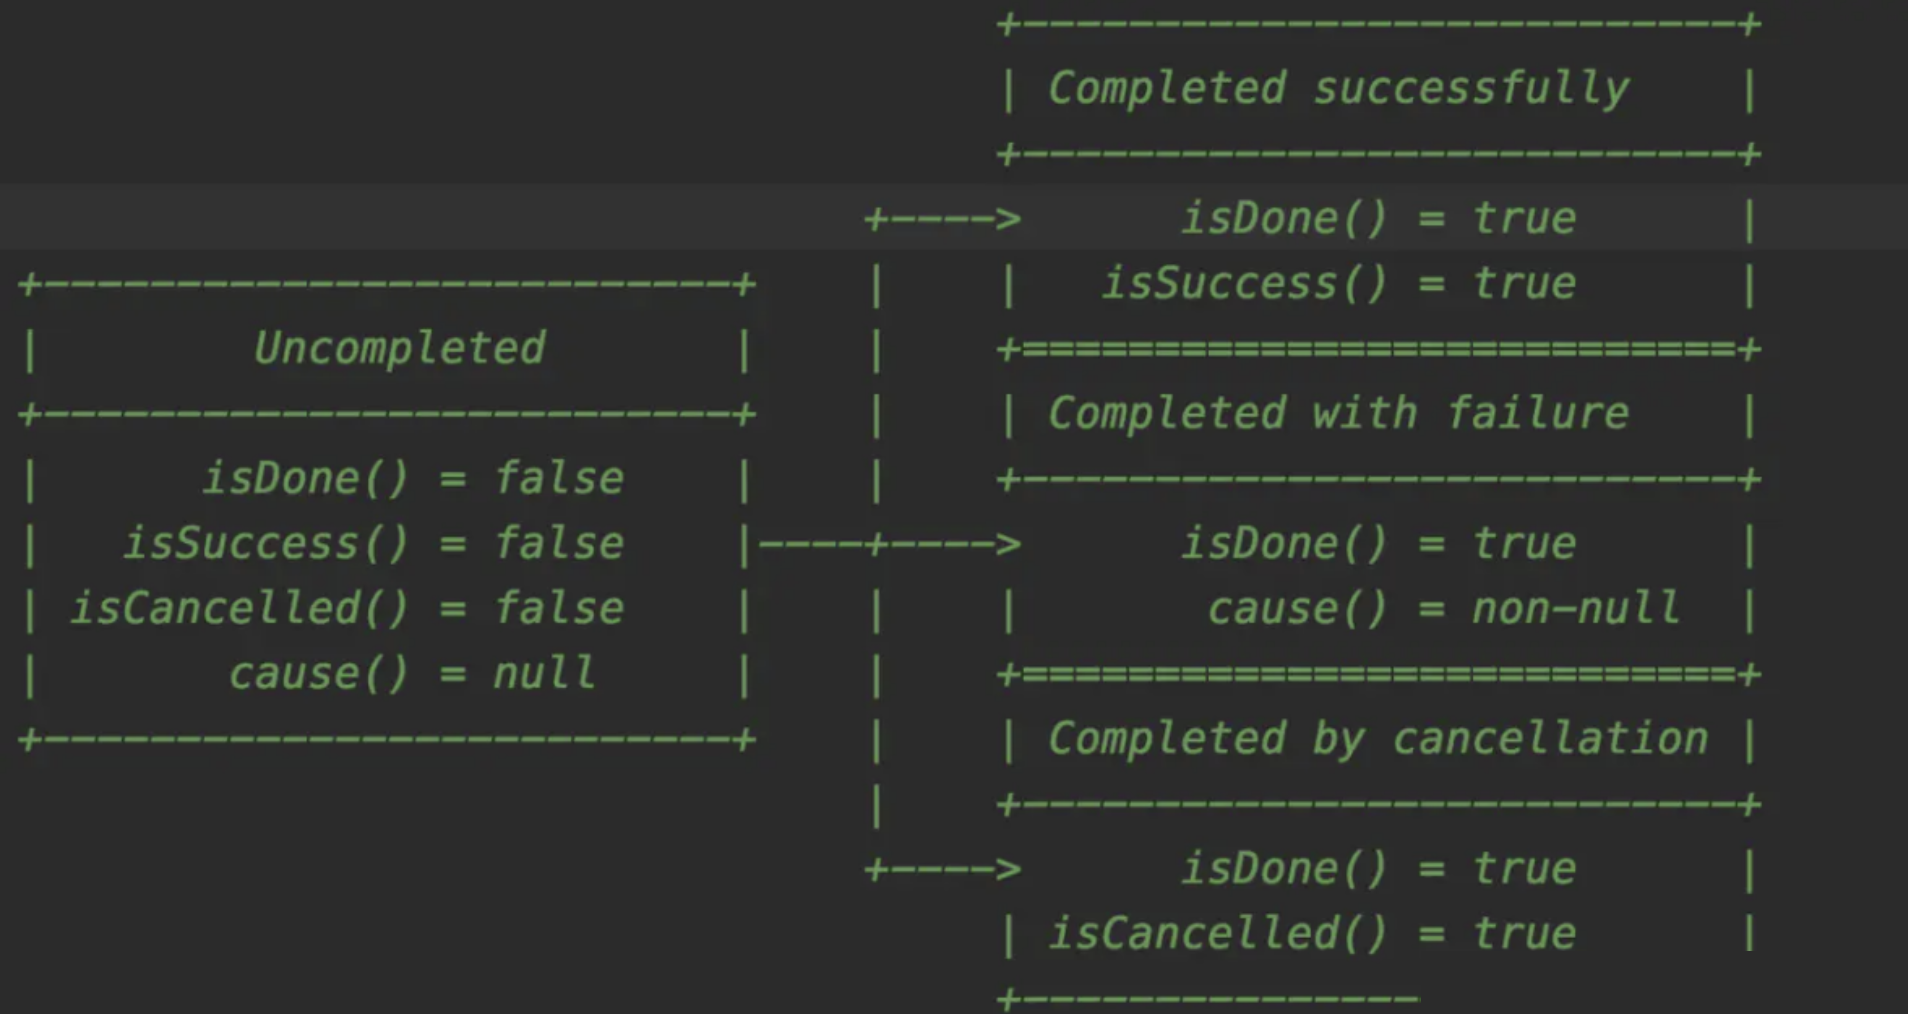 +---------------------------+
                                      | Completed successfully    |
                                      +---------------------------+
                                 +---->      isDone() = true      |
 +--------------------------+    |    |   isSuccess() = true      |
 |        Uncompleted       |    |    +===========================+
 +--------------------------+    |    | Completed with failure    |
 |      isDone() = false    |    |    +---------------------------+
 |   isSuccess() = false    |----+---->      isDone() = true      |
 | isCancelled() = false    |    |    |       cause() = non-null  |
 |       cause() = null     |    |    +===========================+
 +--------------------------+    |    | Completed by cancellation |
                                 |    +---------------------------+
                                 +---->      isDone() = true      |
                                      | isCancelled() = true      |
                                      +---------------